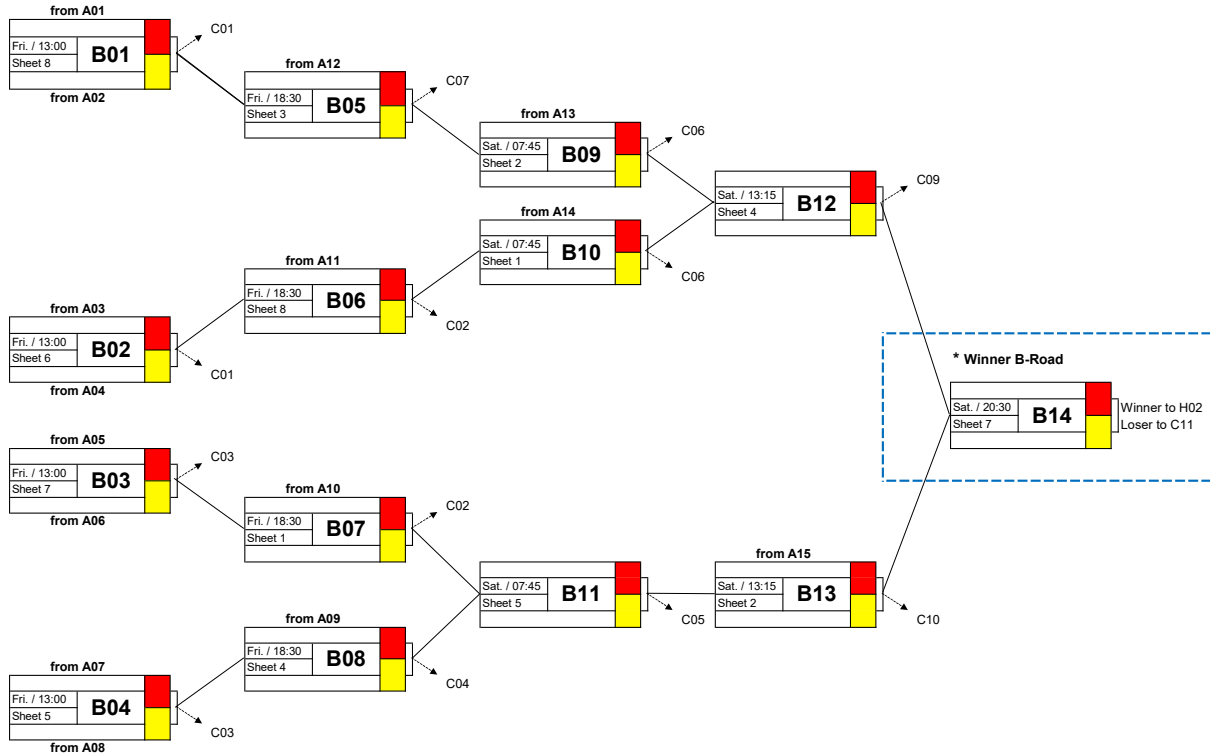 from A01
C01
Fri. / 13:00
Sheet 8
B01
from A02
from A12
C07
Fri. / 18:30
Sheet 3
B05
from A13
C06
Sat. / 07:45
Sheet 2
B09
C09
Sat. / 13:15
Sheet 4
B12
from A14
Sat. / 07:45
Sheet 1
B10
C06
from A11
Fri. / 18:30
Sheet 8
B06
C02
from A03
Fri. / 13:00
Sheet 6
B02
C01
from A04
* Winner B-Road
Sat. / 20:30
Sheet 7
B14
Winner to H02
Loser to C11
from A05
C03
Fri. / 13:00
Sheet 7
B03
from A06
from A10
C02
Fri. / 18:30
Sheet 1
B07
Sat. / 07:45
Sheet 5
B11
C05
from A15
Sat. / 13:15
Sheet 2
B13
C10
from A09
Fri. / 18:30
Sheet 4
B08
C04
from A07
Fri. / 13:00
Sheet 5
B04
C03
from A08